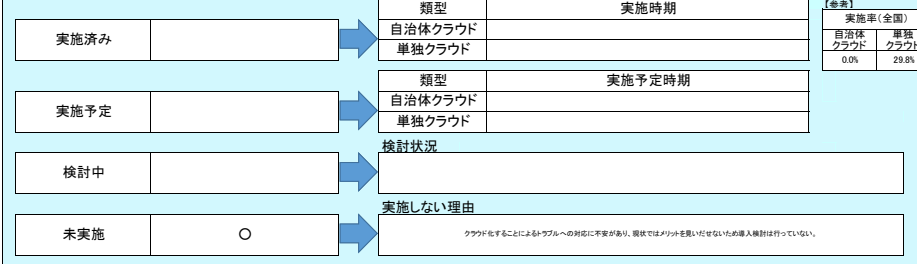 類型 実施時期
【参考】
実施済み
自治体クラウド
単独クラウド
実施率(全国)
自治体クラウド 単独クラウド
0.0% 29.8%
類型 実施予定時期
実施予定
自治体クラウド
単独クラウド
検討状況
検討中
実施しない理由
未実施 ○
クラウド化することによるトラブルへの対応に不安があり、現状ではメリットを見いだせないため導入検討は行っていない。